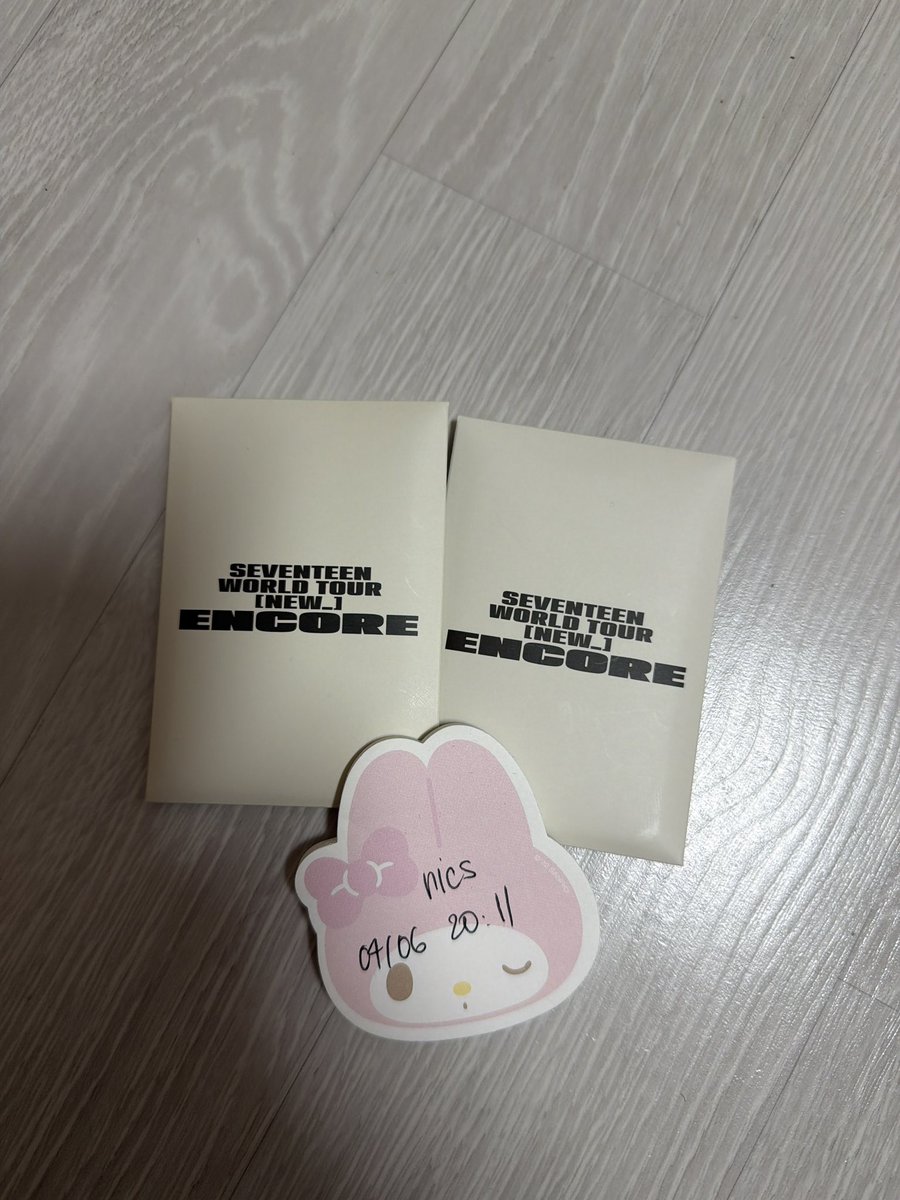 SEVENTEEN
WORLD TOUR
[NEW_]
ENCORE
SEVENTEEN
WORLD TOUR
[NEW_]
ENCORE
nics
04/06 20:11